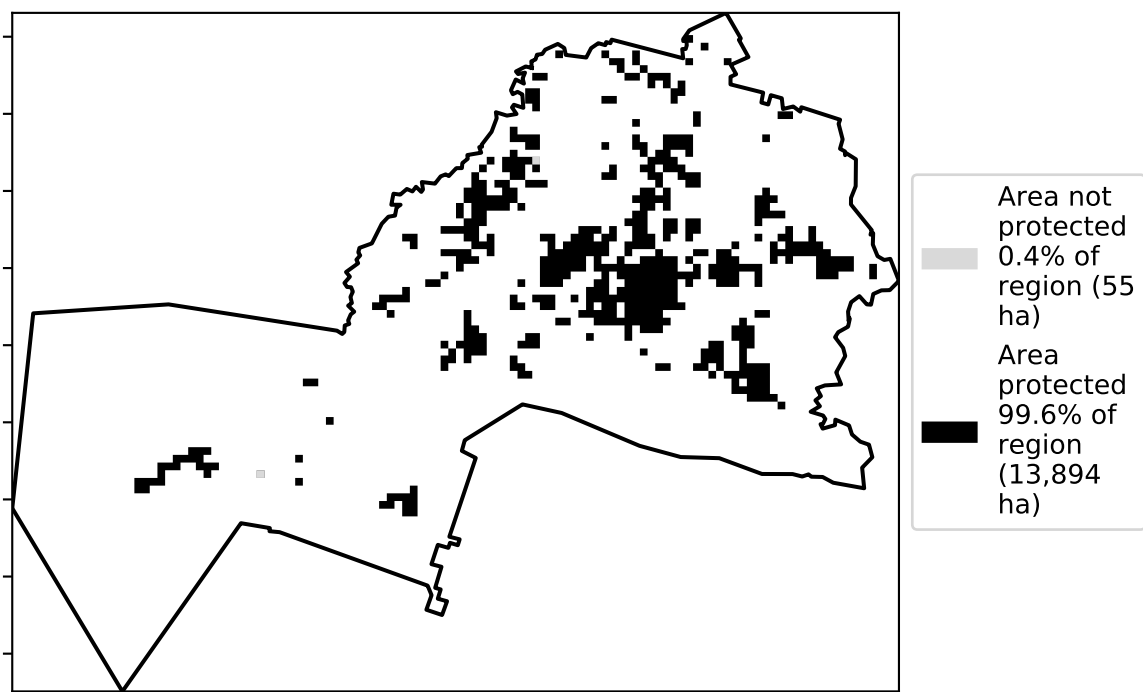 Area not
protected
0.4% of
region (55
ha)
Area
protected
99.6% of
region
(13,894
ha)